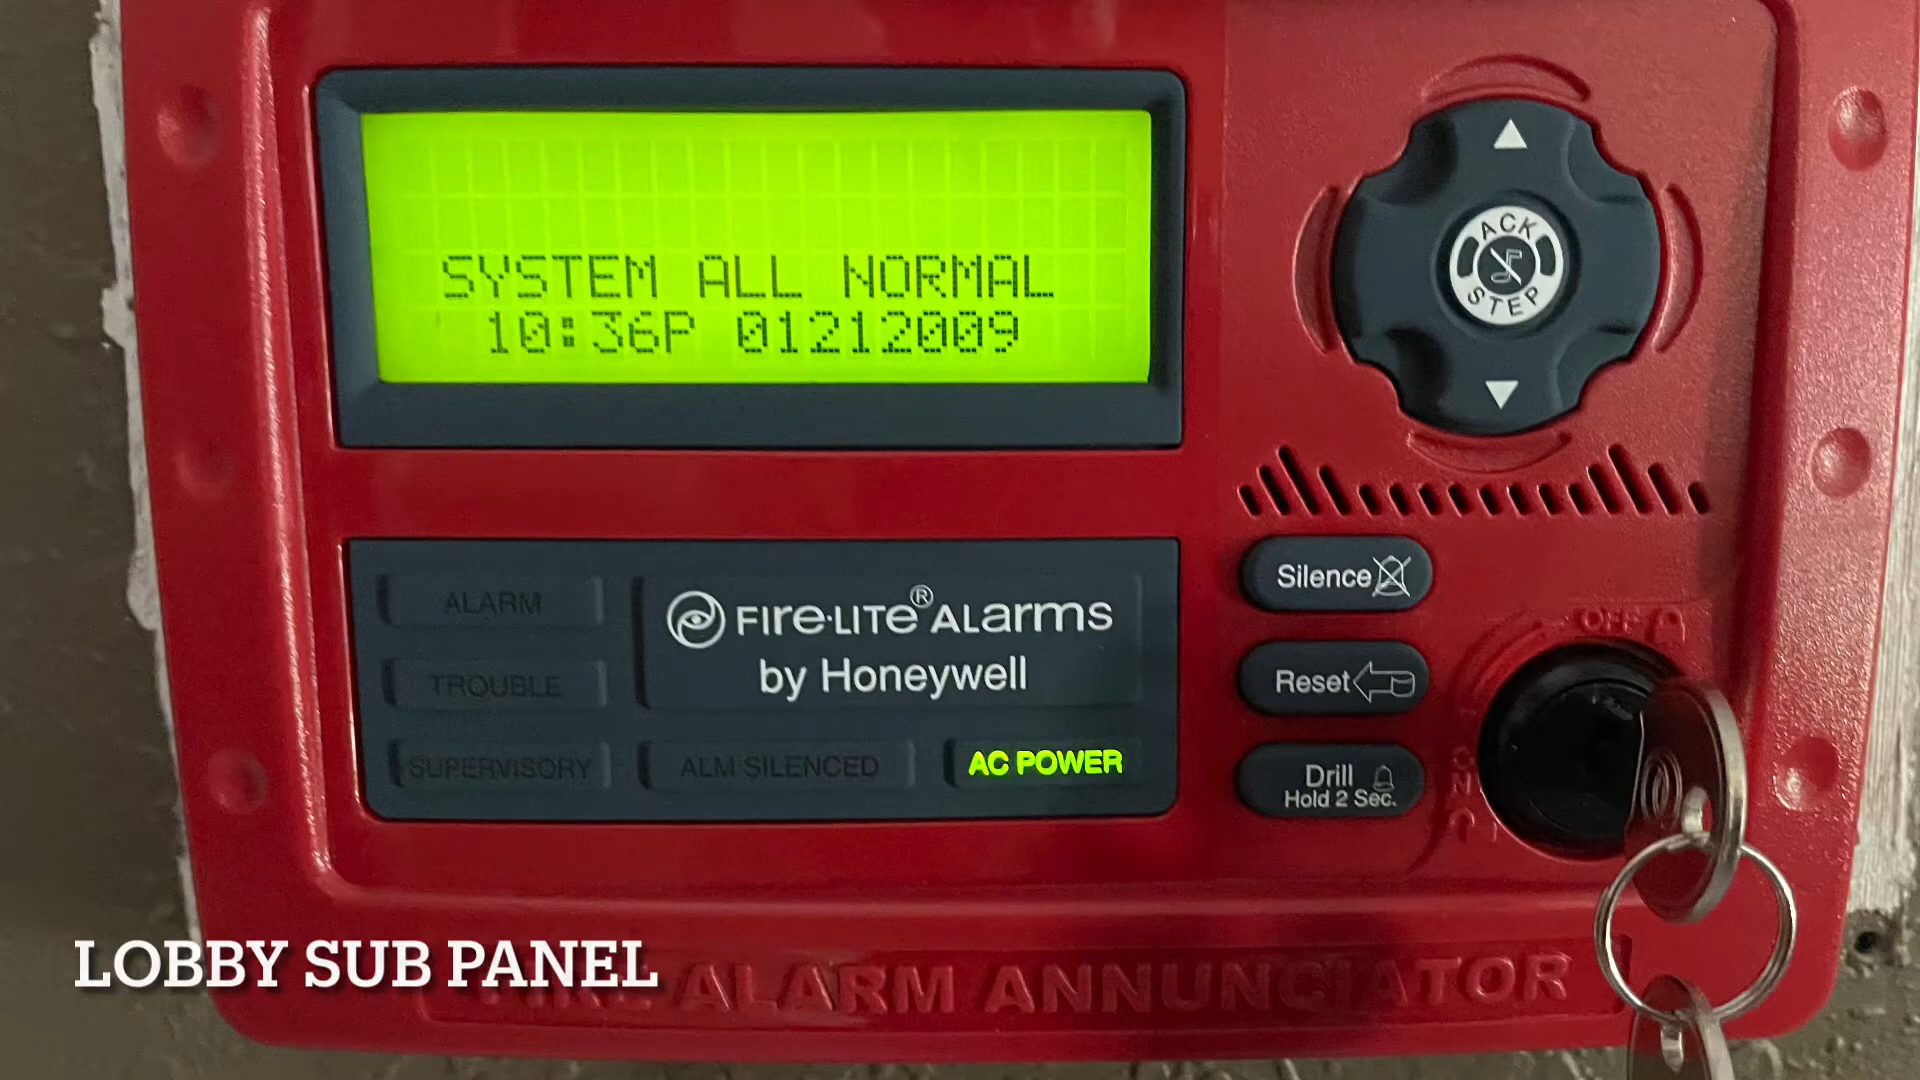 SYSTEM ALL NORMAL
10:36P 01212009
ACK
STEP
ALARM
TROUBLE
SUPERVISORY
FIRE·LITE® ALARMS
by Honeywell
ALM SILENCED
AC POWER
Silence
Reset
Drill
Hold 2 Sec.
OFF
ON
LOBBY SUB PANEL
FIRE ALARM ANNUNCIATOR